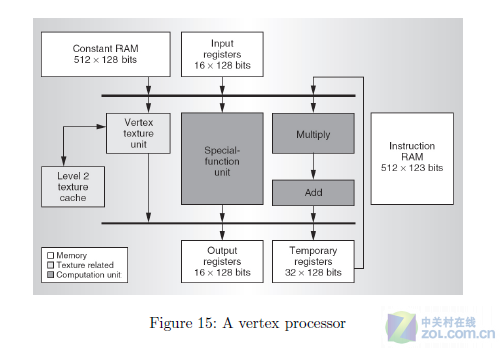 Constant RAM
512 × 128 bits
Input
registers
16 × 128 bits
Vertex
texture
unit
Special-
function
unit
Multiply
Instruction
RAM
512 × 123 bits
Level 2
texture
cache
Add
Memory
Texture related
Computation unit
Output
registers
16 × 128 bits
Temporary
registers
32 × 128 bits
Figure 15: A vertex processor
中关村在线
zol.com.cn